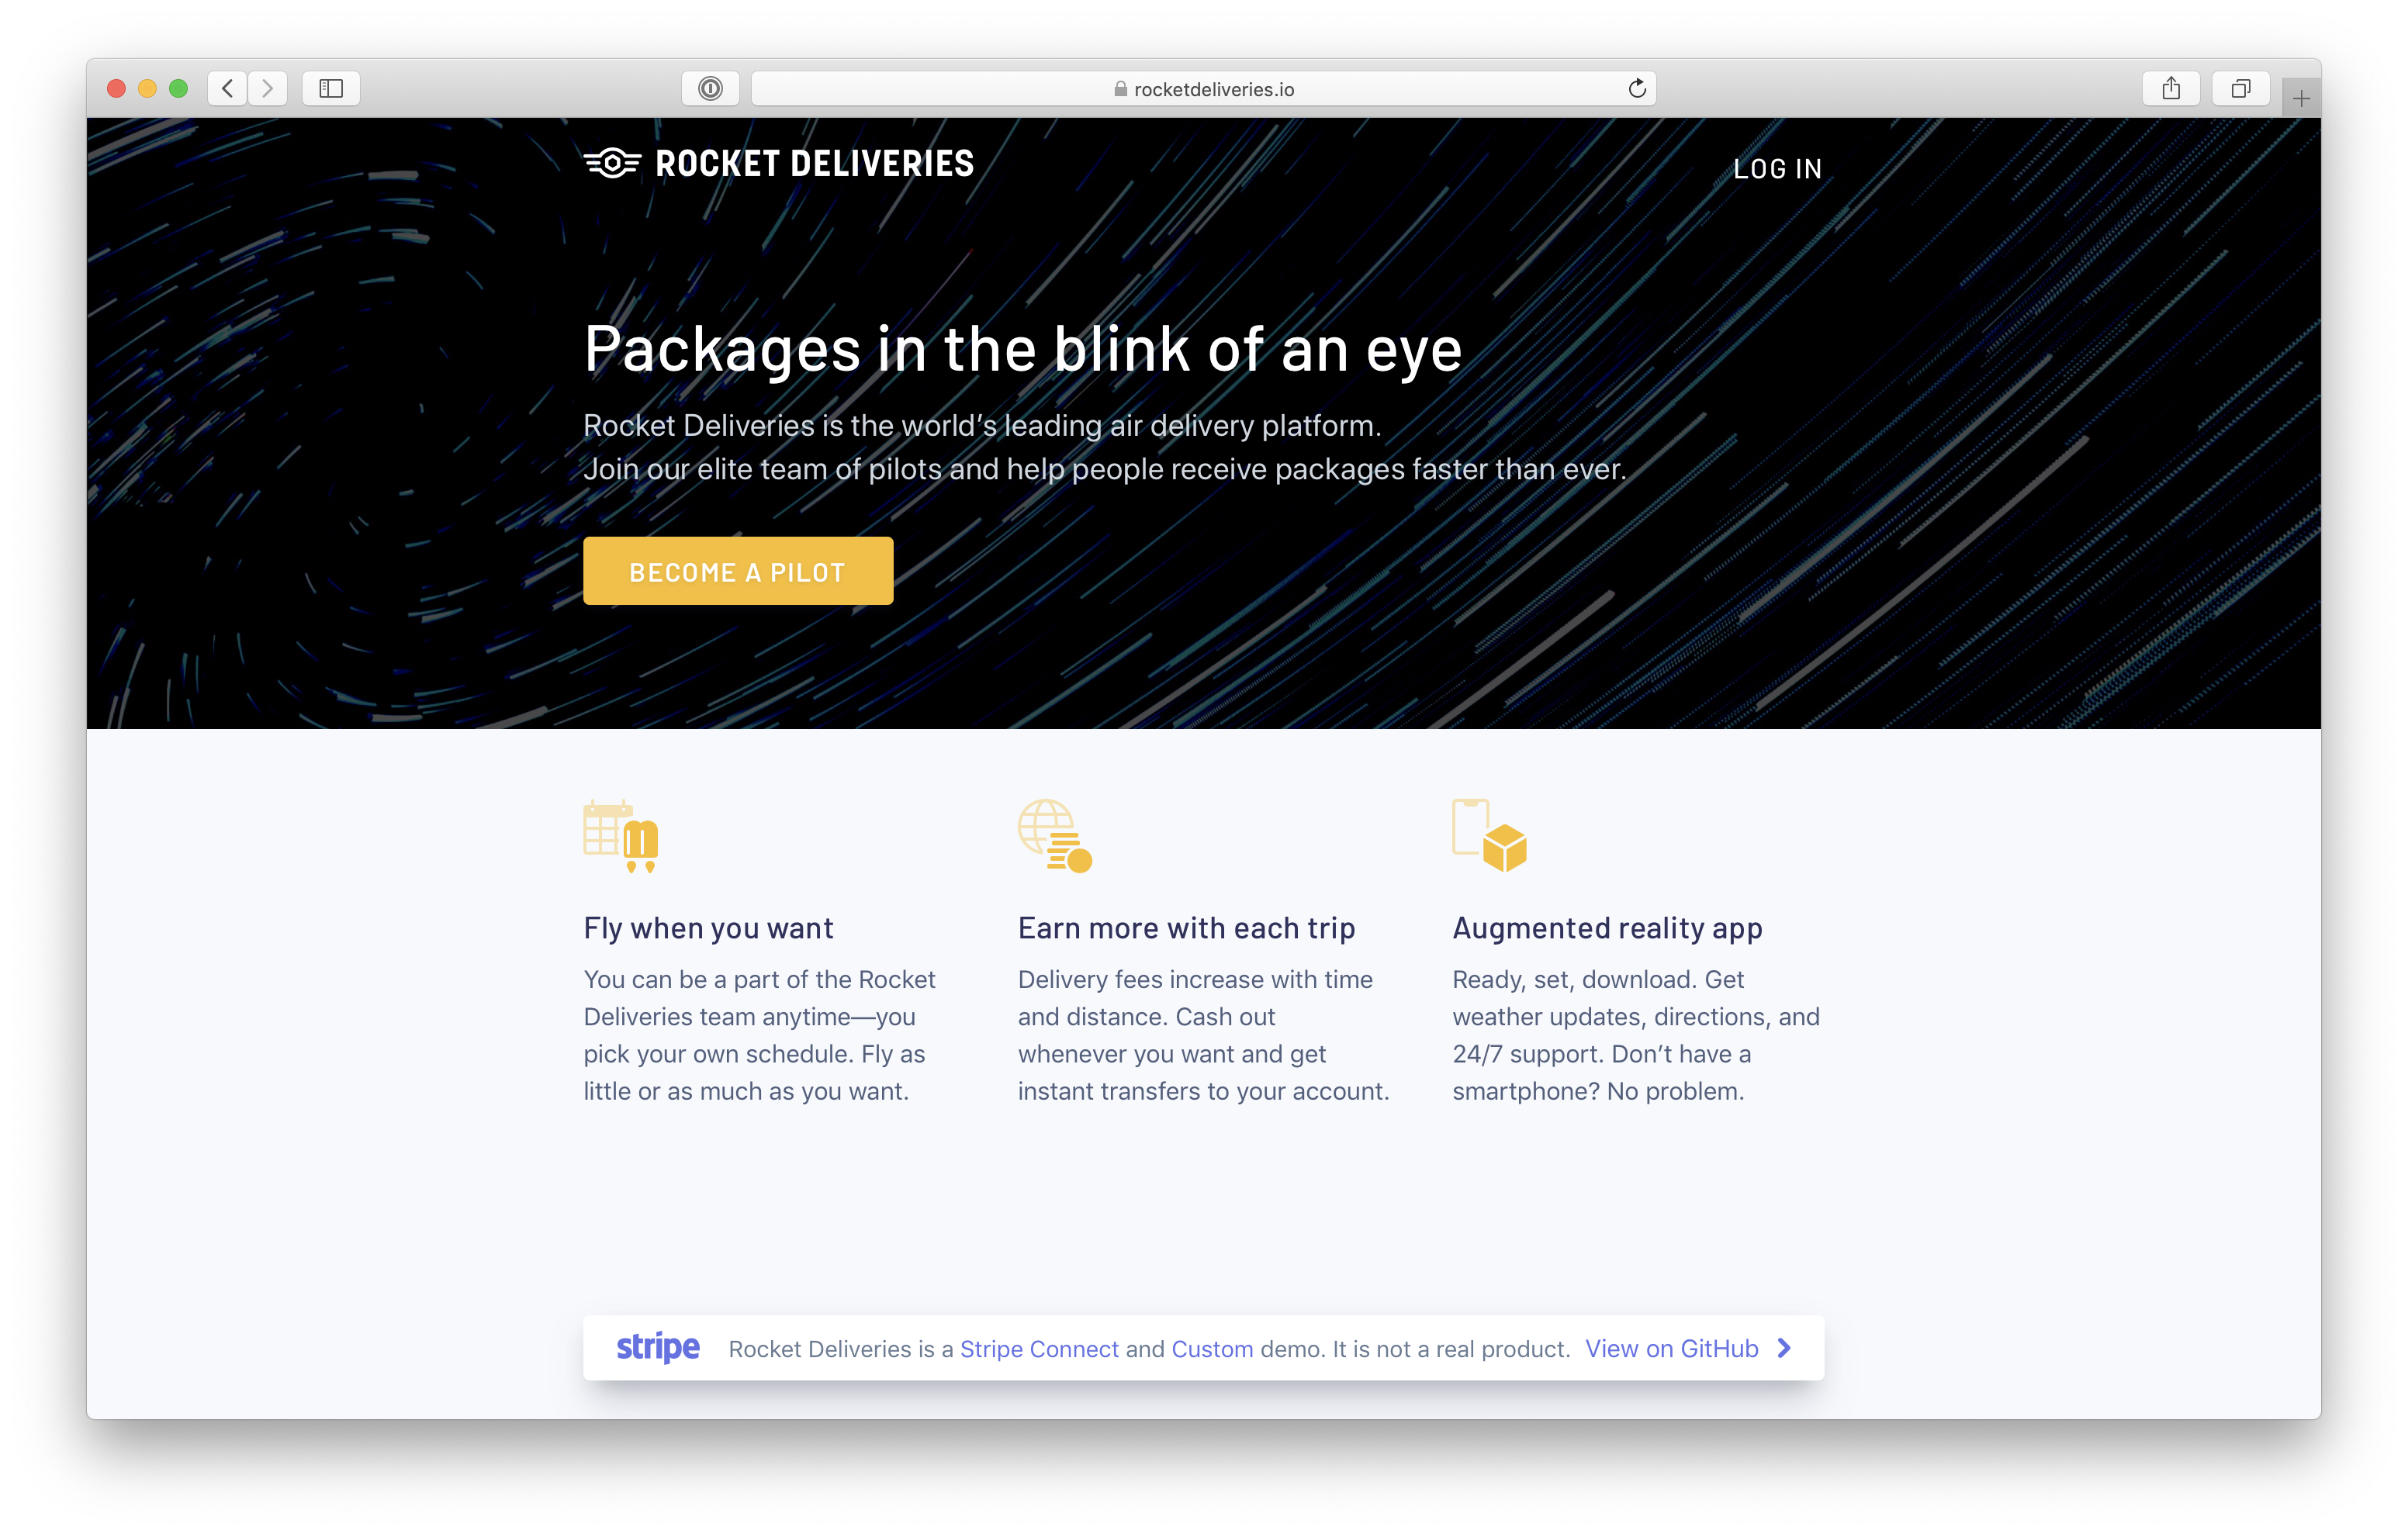 rocketdeliveries.io
ROCKET DELIVERIES
LOG IN
Packages in the blink of an eye
Rocket Deliveries is the world’s leading air delivery platform.
Join our elite team of pilots and help people receive packages faster than ever.
BECOME A PILOT
Fly when you want
You can be a part of the Rocket
Deliveries team anytime—you
pick your own schedule. Fly as
little or as much as you want.
Earn more with each trip
Delivery fees increase with time
and distance. Cash out
whenever you want and get
instant transfers to your account.
Augmented reality app
Ready, set, download. Get
weather updates, directions, and
24/7 support. Don’t have a
smartphone? No problem.
stripe Rocket Deliveries is a Stripe Connect and Custom demo. It is not a real product. View on GitHub